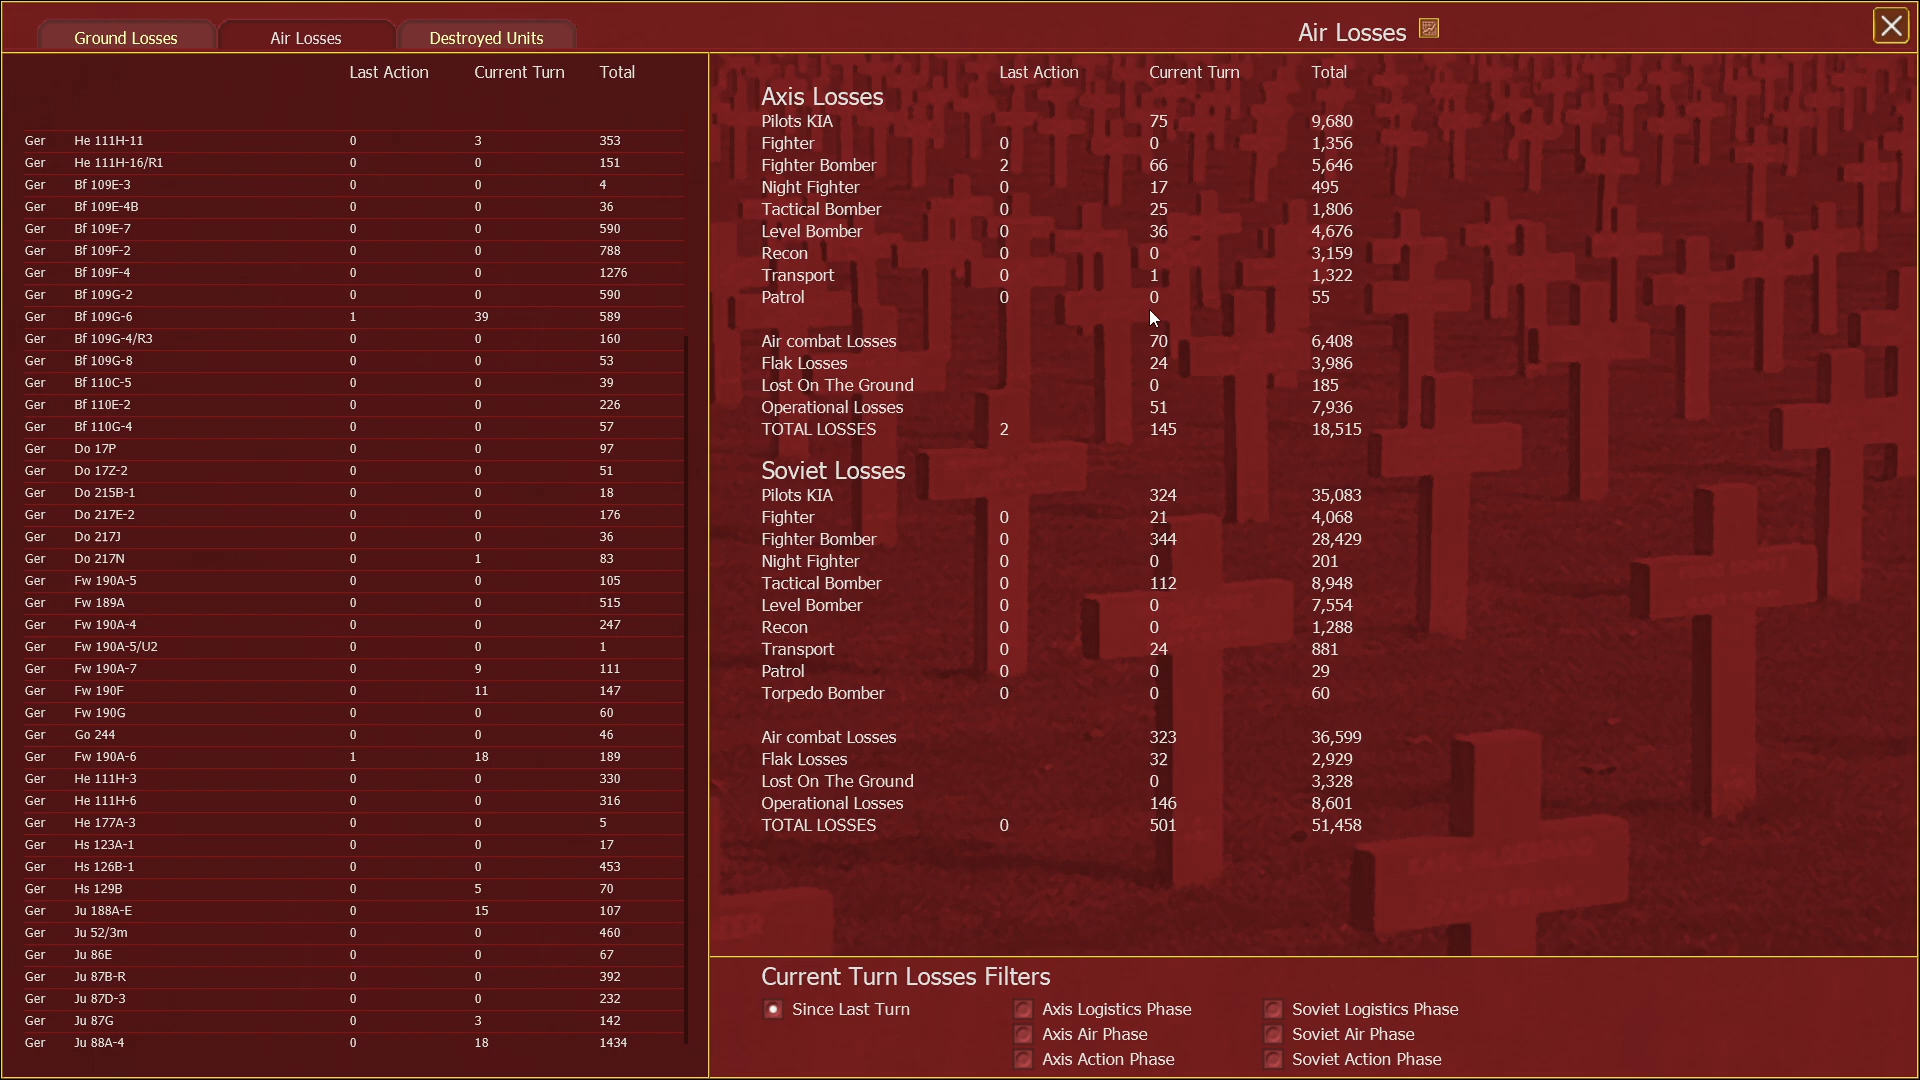 Ground Losses Air Losses Destroyed Units
Air Losses
Last Action Current Turn Total
Ger He 111H-11 0 3 353
Ger He 111H-16/R1 0 0 151
Ger Bf 109E-3 0 0 4
Ger Bf 109E-4B 0 0 36
Ger Bf 109E-7 0 0 590
Ger Bf 109F-2 0 0 788
Ger Bf 109F-4 0 0 1276
Ger Bf 109G-2 0 0 590
Ger Bf 109G-6 1 39 589
Ger Bf 109G-4/R3 0 0 160
Ger Bf 109G-8 0 0 53
Ger Bf 110C-5 0 0 39
Ger Bf 110E-2 0 0 226
Ger Bf 110G-4 0 0 57
Ger Do 17P 0 0 97
Ger Do 17Z-2 0 0 51
Ger Do 215B-1 0 0 18
Ger Do 217E-2 0 0 176
Ger Do 217J 0 0 36
Ger Do 217N 0 1 83
Ger Fw 190A-5 0 0 105
Ger Fw 189A 0 0 515
Ger Fw 190A-4 0 0 247
Ger Fw 190A-5/U2 0 0 1
Ger Fw 190A-7 0 9 111
Ger Fw 190F 0 11 147
Ger Fw 190G 0 0 60
Ger Go 244 0 0 46
Ger Fw 190A-6 1 18 189
Ger He 111H-3 0 0 330
Ger He 111H-6 0 0 316
Ger He 177A-3 0 0 5
Ger Hs 123A-1 0 0 17
Ger Hs 126B-1 0 0 453
Ger Hs 129B 0 5 70
Ger Ju 188A-E 0 15 107
Ger Ju 52/3m 0 0 460
Ger Ju 86E 0 0 67
Ger Ju 87B-R 0 0 392
Ger Ju 87D-3 0 0 232
Ger Ju 87G 0 3 142
Ger Ju 88A-4 0 18 1434
Last Action Current Turn Total
Axis Losses
Pilots KIA 75 9,680
Fighter 0 0 1,356
Fighter Bomber 2 66 5,646
Night Fighter 0 17 495
Tactical Bomber 0 25 1,806
Level Bomber 0 36 4,676
Recon 0 0 3,159
Transport 0 1 1,322
Patrol 0 0 55
Air combat Losses 70 6,408
Flak Losses 24 3,986
Lost On The Ground 0 185
Operational Losses 51 7,936
TOTAL LOSSES 2 145 18,515
Soviet Losses
Pilots KIA 324 35,083
Fighter 0 21 4,068
Fighter Bomber 0 344 28,429
Night Fighter 0 0 201
Tactical Bomber 0 112 8,948
Level Bomber 0 0 7,554
Recon 0 0 1,288
Transport 0 24 881
Patrol 0 0 29
Torpedo Bomber 0 0 60
Air combat Losses 323 36,599
Flak Losses 32 2,929
Lost On The Ground 0 3,328
Operational Losses 146 8,601
TOTAL LOSSES 0 501 51,458
Current Turn Losses Filters
Since Last Turn Axis Logistics Phase Soviet Logistics Phase
Axis Air Phase Soviet Air Phase
Axis Action Phase Soviet Action Phase